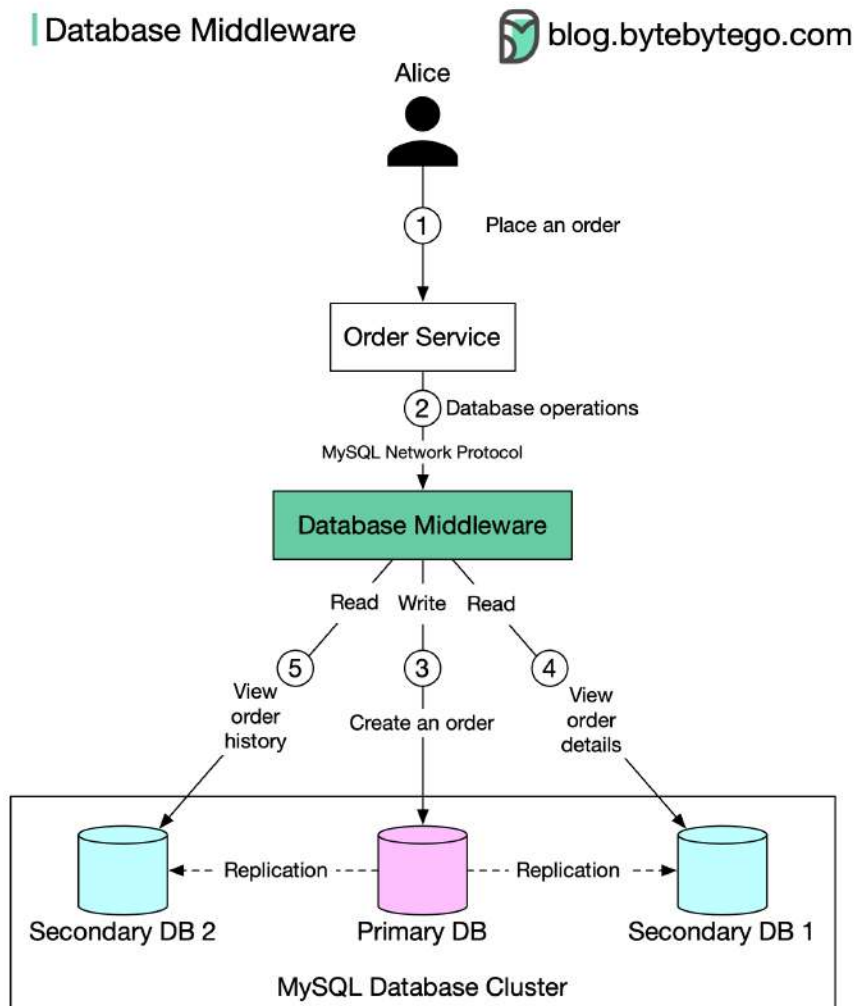 Database Middleware
blog.bytebytego.com
Alice
1
Place an order
Order Service
2
Database operations
MySQL Network Protocol
Database Middleware
Read
Write
Read
5
3
4
View
order
history
Create an order
View
order
details
Replication
Replication
Secondary DB 2
Primary DB
Secondary DB 1
MySQL Database Cluster